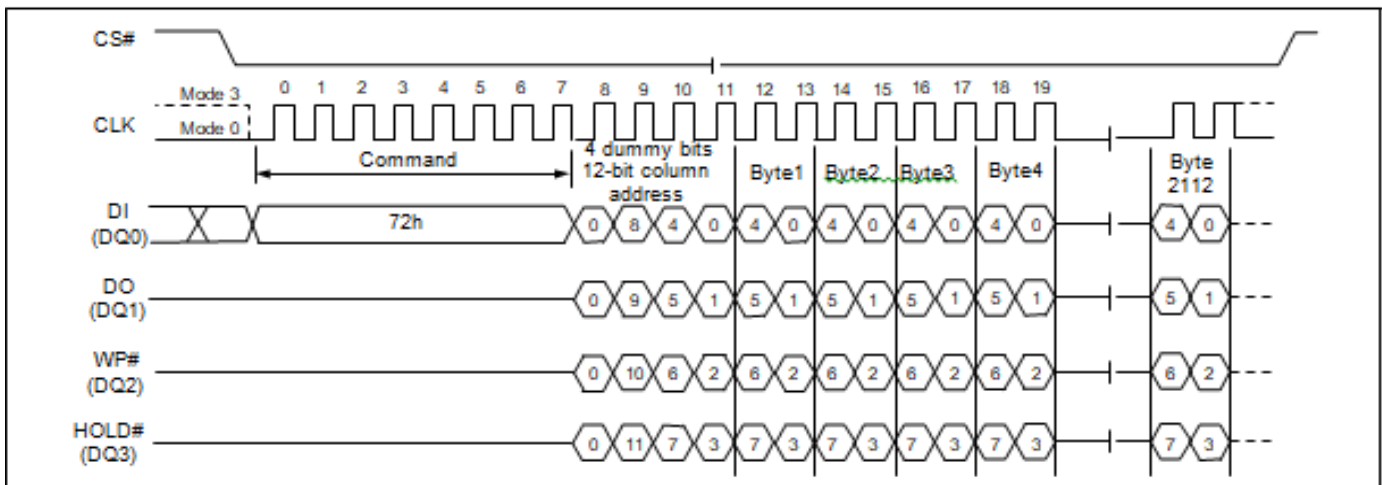 CS#
0 1 2 3 4 5 6 7 8 9 10 11 12 13 14 15 16 17 18 19
Mode 3
CLK
Mode 0
Command
4 dummy bits
12-bit column
address
Byte1 Byte2 Byte3 Byte4
Byte
2112
DI
(DQ0)
72h 0 8 4 0 4 0 4 0 4 0 4 0 4 0
DO
(DQ1)
0 9 5 1 5 1 5 1 5 1 5 1 5 1
WP#
(DQ2)
0 10 6 2 6 2 6 2 6 2 6 2 6 2
HOLD#
(DQ3)
0 11 7 3 7 3 7 3 7 3 7 3 7 3